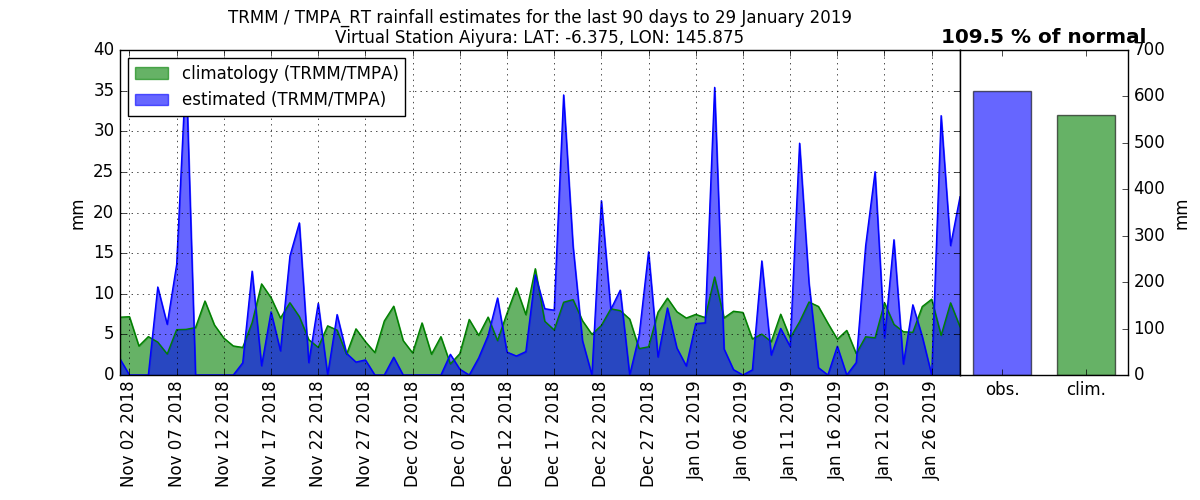 TRMM / TMPA_RT rainfall estimates for the last 90 days to 29 January 2019
Virtual Station Aiyura: LAT: -6.375, LON: 145.875
109.5 % of normal
climatology (TRMM/TMPA)
estimated (TRMM/TMPA)
mm
40
35
30
25
20
15
10
5
0
Nov 02 2018
Nov 07 2018
Nov 12 2018
Nov 17 2018
Nov 22 2018
Nov 27 2018
Dec 02 2018
Dec 07 2018
Dec 12 2018
Dec 17 2018
Dec 22 2018
Dec 27 2018
Jan 01 2019
Jan 06 2019
Jan 11 2019
Jan 16 2019
Jan 21 2019
Jan 26 2019
obs.
clim.
700
600
500
400
300
200
100
0
mm